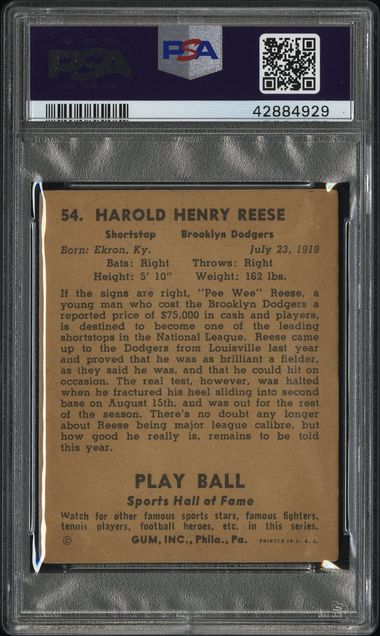 PSA
PSA
42884929
54. HAROLD HENRY REESE
Shortstop Brooklyn Dodgers
Born: Ekron, Ky. July 23, 1919
Bats: Right Throws: Right
Height: 5' 10" Weight: 162 lbs.
If the signs are right, "Pee Wee" Reese, a
young man who cost the Brooklyn Dodgers a
reported price of $75,000 in cash and players,
is destined to become one of the leading
shortstops in the National League. Reese came
up to the Dodgers from Louisville last year
and proved that he was as brilliant a fielder,
as they said he was, and that he could hit on
occasion. The real test, however, was halted
when he fractured his heel sliding into second
base on August 15th, and was out for the rest
of the season. There's no doubt any longer
about Reese being major league calibre, but
how good he really is, remains to be told
this year.
PLAY BALL
Sports Hall of Fame
Watch for other famous sports stars, famous fighters,
tennis players, football heroes, etc. in this series.
© GUM, INC., Phila., Pa. PRINTED IN U. S. A.